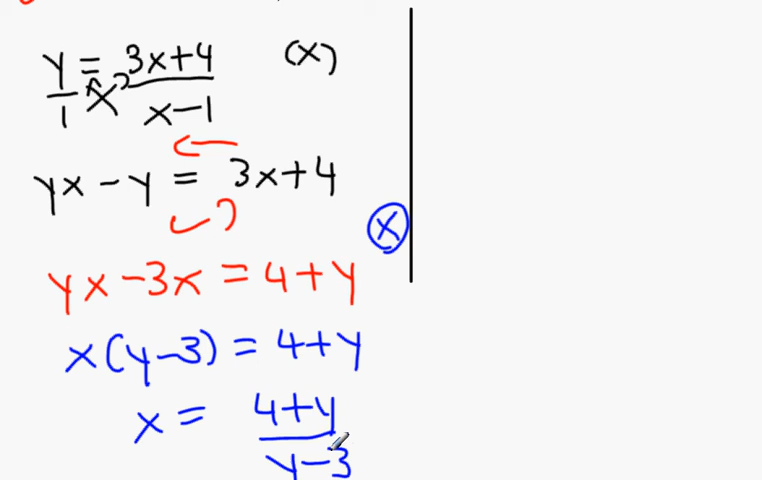 y/1 = (3x+4)/(x-1) (x)
yx - y = 3x+4
(x)
yx - 3x = 4+y
x(y-3) = 4+y
x = (4+y)/(y-3)